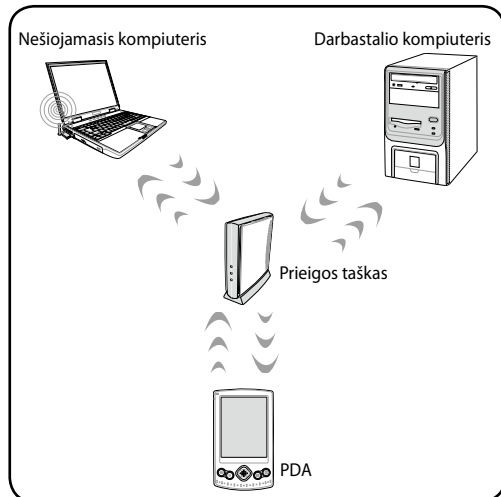 Nešiojamasis kompiuteris
Darbastalio kompiuteris
Prieigos taškas
PDA